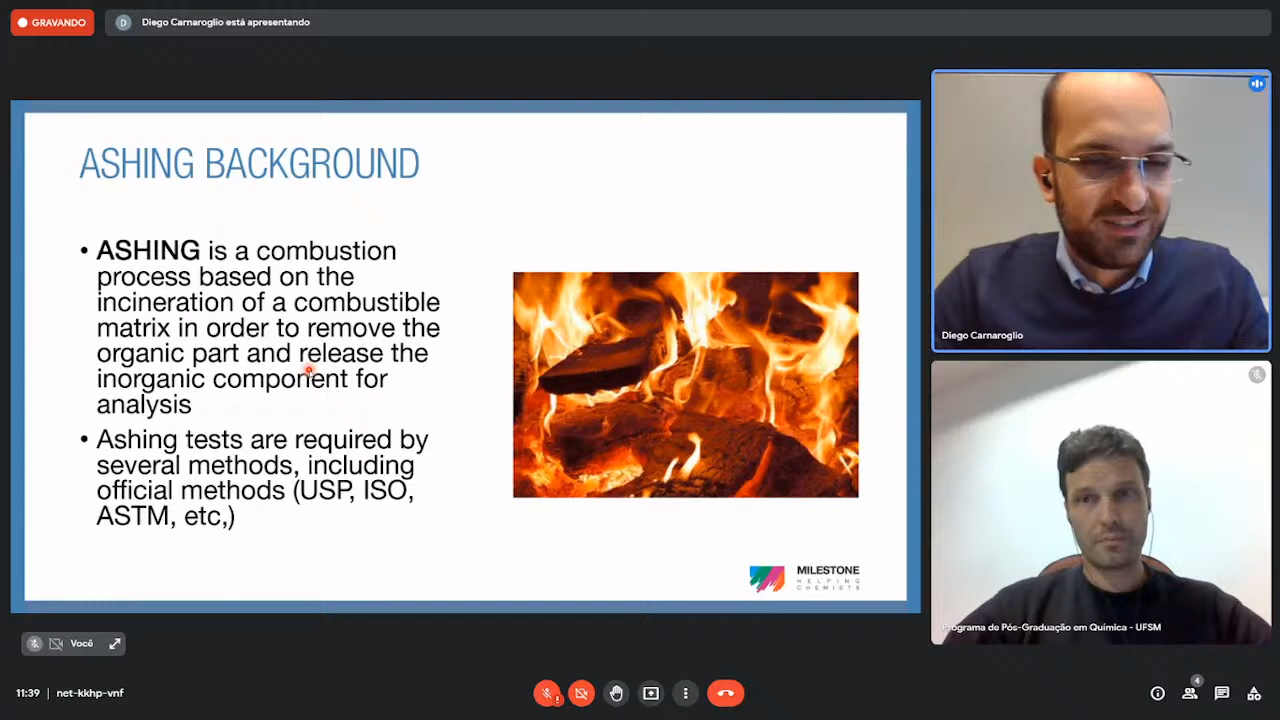 GRAVANDO
D
Diego Carnaroglio está apresentando
ASHING BACKGROUND
• ASHING is a combustion
process based on the
incineration of a combustible
matrix in order to remove the
organic part and release the
inorganic component for
analysis
• Ashing tests are required by
several methods, including
official methods (USP, ISO,
ASTM, etc,)
MILESTONE
HELPING
CHEMISTS
Diego Carnaroglio
Programa de Pós-Graduação em Química - UFSM
Você
11:39 | net-kkhp-vnf
4